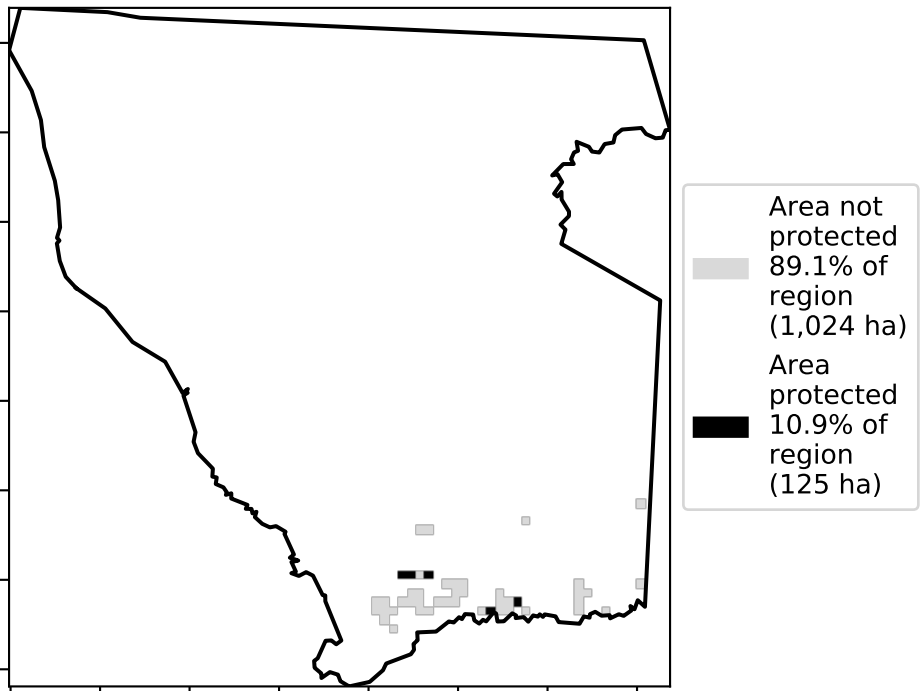 Area not
protected
89.1% of
region
(1,024 ha)
Area
protected
10.9% of
region
(125 ha)